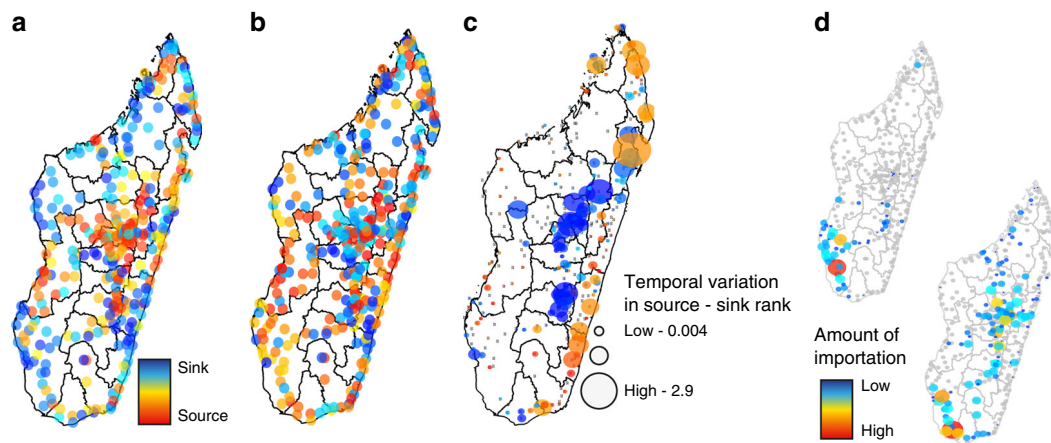 a
b
c
d
Sink
Source
Temporal variation
in source - sink rank
Low - 0.004
High - 2.9
Amount of
importation
Low
High